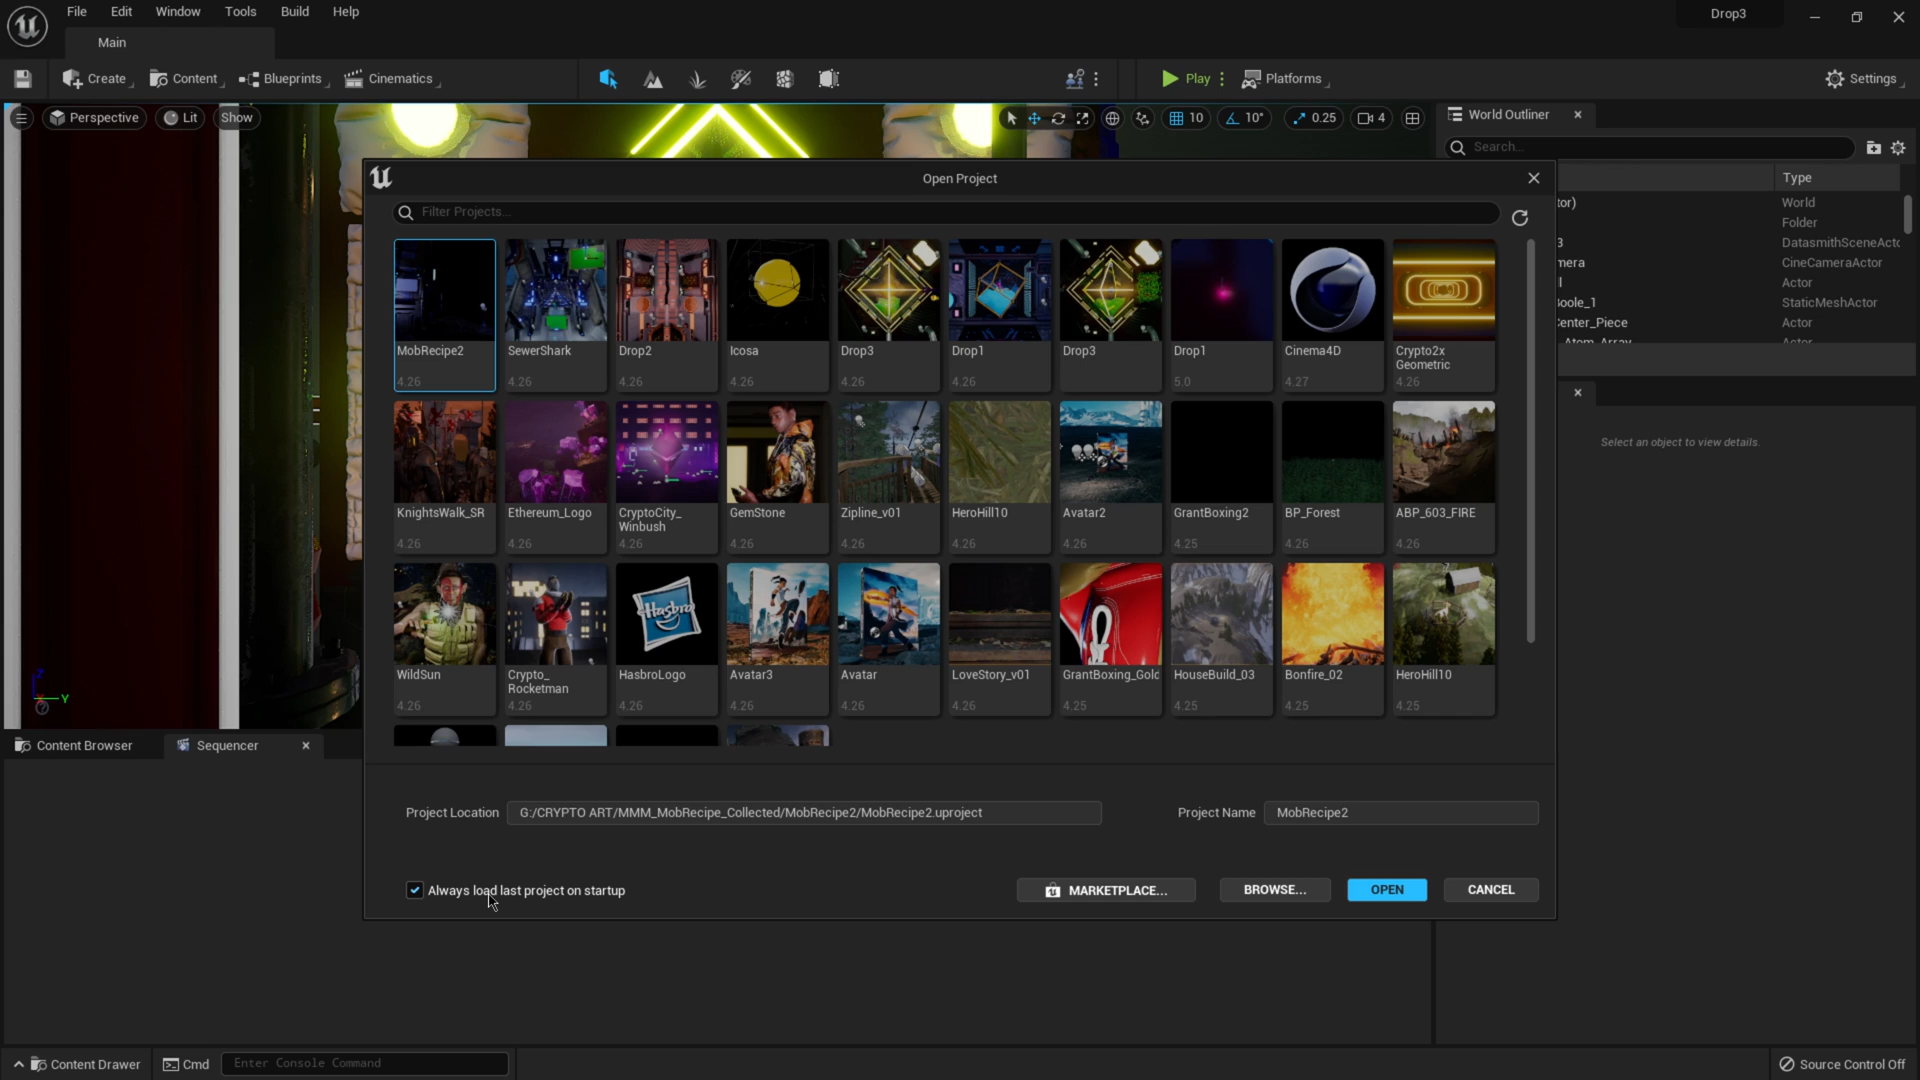 File Edit Window Tools Build Help
Drop3
Main
Create Content Blueprints Cinematics Play Platforms Settings
Perspective Lit Show 10 10° 0.25 4
World Outliner
Search...
Type
tor) World
Folder
3 DatasmithSceneActo
mera CineCameraActor
Actor
Boole_1 StaticMeshActor
Center_Piece Actor
Atom_Array Actor
Select an object to view details.
Open Project
Filter Projects...
MobRecipe2 SewerShark Drop2 Icosa Drop3 Drop1 Drop3 Drop1 Cinema4D Crypto2x
Geometric
4.26 4.26 4.26 4.26 4.26 4.26 5.0 4.27 4.26
KnightsWalk_SR Ethereum_Logo CryptoCity_ GemStone Zipline_v01 HeroHill10 Avatar2 GrantBoxing2 BP_Forest ABP_603_FIRE
Winbush
4.26 4.26 4.26 4.26 4.26 4.26 4.26 4.25 4.26 4.26
Hasbro
WildSun Crypto_ HasbroLogo Avatar3 Avatar LoveStory_v01 GrantBoxing_Gold HouseBuild_03 Bonfire_02 HeroHill10
Rocketman
4.26 4.26 4.26 4.26 4.26 4.26 4.25 4.25 4.25 4.25
Project Location G:/CRYPTO ART/MMM_MobRecipe_Collected/MobRecipe2/MobRecipe2.uproject Project Name MobRecipe2
Always load last project on startup MARKETPLACE... BROWSE... OPEN CANCEL
Z
Y
Content Browser Sequencer
Content Drawer Cmd Enter Console Command Source Control Off